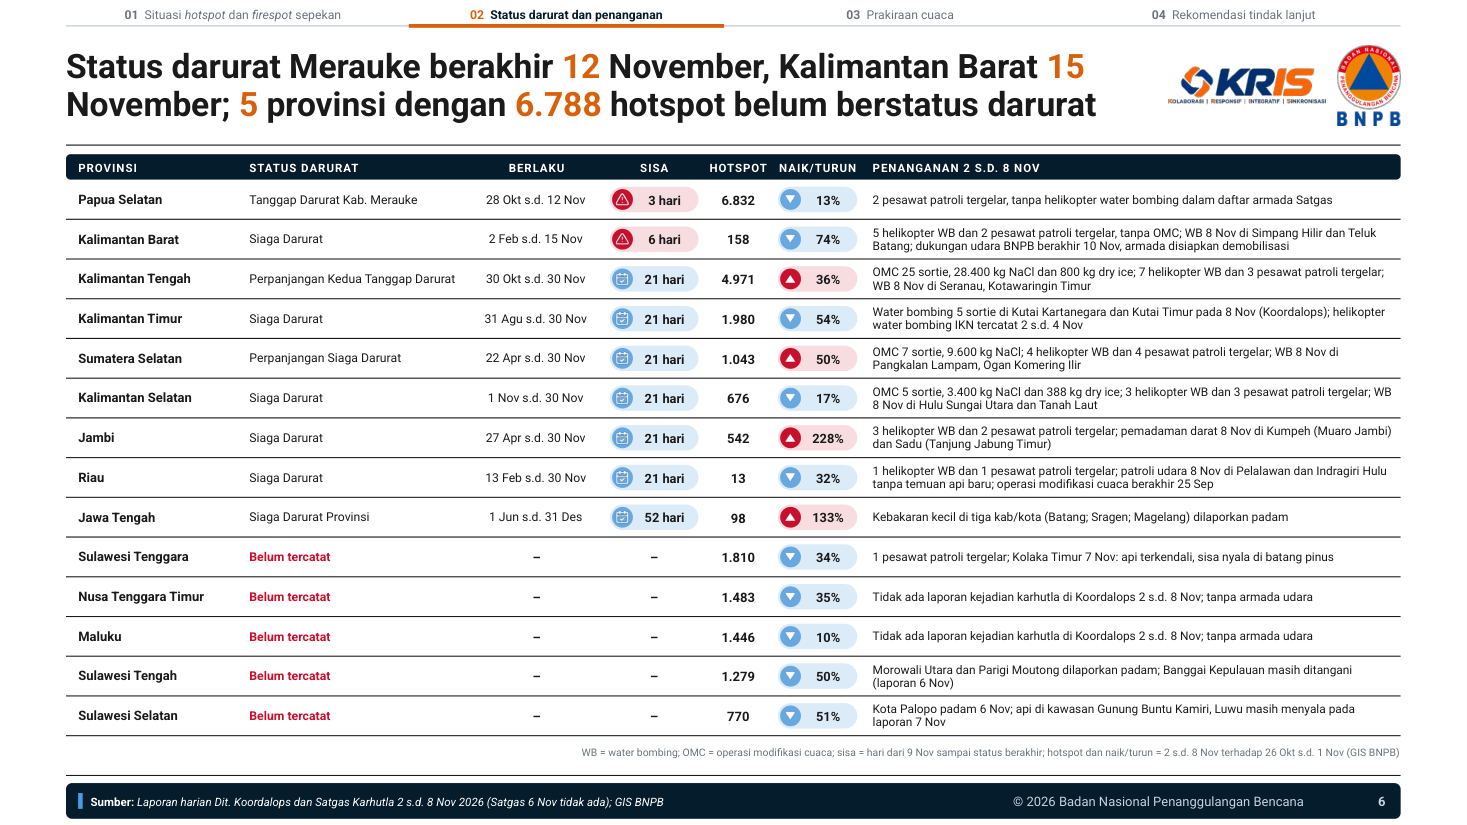 01 Situasi hotspot dan firespot sepekan
02 Status darurat dan penanganan
03 Prakiraan cuaca
04 Rekomendasi tindak lanjut
Status darurat Merauke berakhir 12 November, Kalimantan Barat 15
November; 5 provinsi dengan 6.788 hotspot belum berstatus darurat
KRIS
KOLABORASI | RESPONSIF | INTEGRATIF | SINKRONISASI
BADAN NASIONAL
PENANGGULANGAN BENCANA
BNPB
PROVINSI STATUS DARURAT BERLAKU SISA HOTSPOT NAIK/TURUN PENANGANAN 2 S.D. 8 NOV
Papua Selatan Tanggap Darurat Kab. Merauke 28 Okt s.d. 12 Nov 3 hari 6.832 13% 2 pesawat patroli tergelar, tanpa helikopter water bombing dalam daftar armada Satgas
Kalimantan Barat Siaga Darurat 2 Feb s.d. 15 Nov 6 hari 158 74% 5 helikopter WB dan 2 pesawat patroli tergelar, tanpa OMC; WB 8 Nov di Simpang Hilir dan Teluk
Batang; dukungan udara BNPB berakhir 10 Nov, armada disiapkan demobilisasi
Kalimantan Tengah Perpanjangan Kedua Tanggap Darurat 30 Okt s.d. 30 Nov 21 hari 4.971 36% OMC 25 sortie, 28.400 kg NaCl dan 800 kg dry ice; 7 helikopter WB dan 3 pesawat patroli tergelar;
WB 8 Nov di Seranau, Kotawaringin Timur
Kalimantan Timur Siaga Darurat 31 Agu s.d. 30 Nov 21 hari 1.980 54% Water bombing 5 sortie di Kutai Kartanegara dan Kutai Timur pada 8 Nov (Koordalops); helikopter
water bombing IKN tercatat 2 s.d. 4 Nov
Sumatera Selatan Perpanjangan Siaga Darurat 22 Apr s.d. 30 Nov 21 hari 1.043 50% OMC 7 sortie, 9.600 kg NaCl; 4 helikopter WB dan 4 pesawat patroli tergelar; WB 8 Nov di
Pangkalan Lampam, Ogan Komering Ilir
Kalimantan Selatan Siaga Darurat 1 Nov s.d. 30 Nov 21 hari 676 17% OMC 5 sortie, 3.400 kg NaCl dan 388 kg dry ice; 3 helikopter WB dan 3 pesawat patroli tergelar; WB
8 Nov di Hulu Sungai Utara dan Tanah Laut
Jambi Siaga Darurat 27 Apr s.d. 30 Nov 21 hari 542 228% 3 helikopter WB dan 2 pesawat patroli tergelar; pemadaman darat 8 Nov di Kumpeh (Muaro Jambi)
dan Sadu (Tanjung Jabung Timur)
Riau Siaga Darurat 13 Feb s.d. 30 Nov 21 hari 13 32% 1 helikopter WB dan 1 pesawat patroli tergelar; patroli udara 8 Nov di Pelalawan dan Indragiri Hulu
tanpa temuan api baru; operasi modifikasi cuaca berakhir 25 Sep
Jawa Tengah Siaga Darurat Provinsi 1 Jun s.d. 31 Des 52 hari 98 133% Kebakaran kecil di tiga kab/kota (Batang; Sragen; Magelang) dilaporkan padam
Sulawesi Tenggara Belum tercatat – – 1.810 34% 1 pesawat patroli tergelar; Kolaka Timur 7 Nov: api terkendali, sisa nyala di batang pinus
Nusa Tenggara Timur Belum tercatat – – 1.483 35% Tidak ada laporan kejadian karhutla di Koordalops 2 s.d. 8 Nov; tanpa armada udara
Maluku Belum tercatat – – 1.446 10% Tidak ada laporan kejadian karhutla di Koordalops 2 s.d. 8 Nov; tanpa armada udara
Sulawesi Tengah Belum tercatat – – 1.279 50% Morowali Utara dan Parigi Moutong dilaporkan padam; Banggai Kepulauan masih ditangani
(laporan 6 Nov)
Sulawesi Selatan Belum tercatat – – 770 51% Kota Palopo padam 6 Nov; api di kawasan Gunung Buntu Kamiri, Luwu masih menyala pada
laporan 7 Nov
WB = water bombing; OMC = operasi modifikasi cuaca; sisa = hari dari 9 Nov sampai status berakhir; hotspot dan naik/turun = 2 s.d. 8 Nov terhadap 26 Okt s.d. 1 Nov (GIS BNPB)
Sumber: Laporan harian Dit. Koordalops dan Satgas Karhutla 2 s.d. 8 Nov 2026 (Satgas 6 Nov tidak ada); GIS BNPB
© 2026 Badan Nasional Penanggulangan Bencana 6